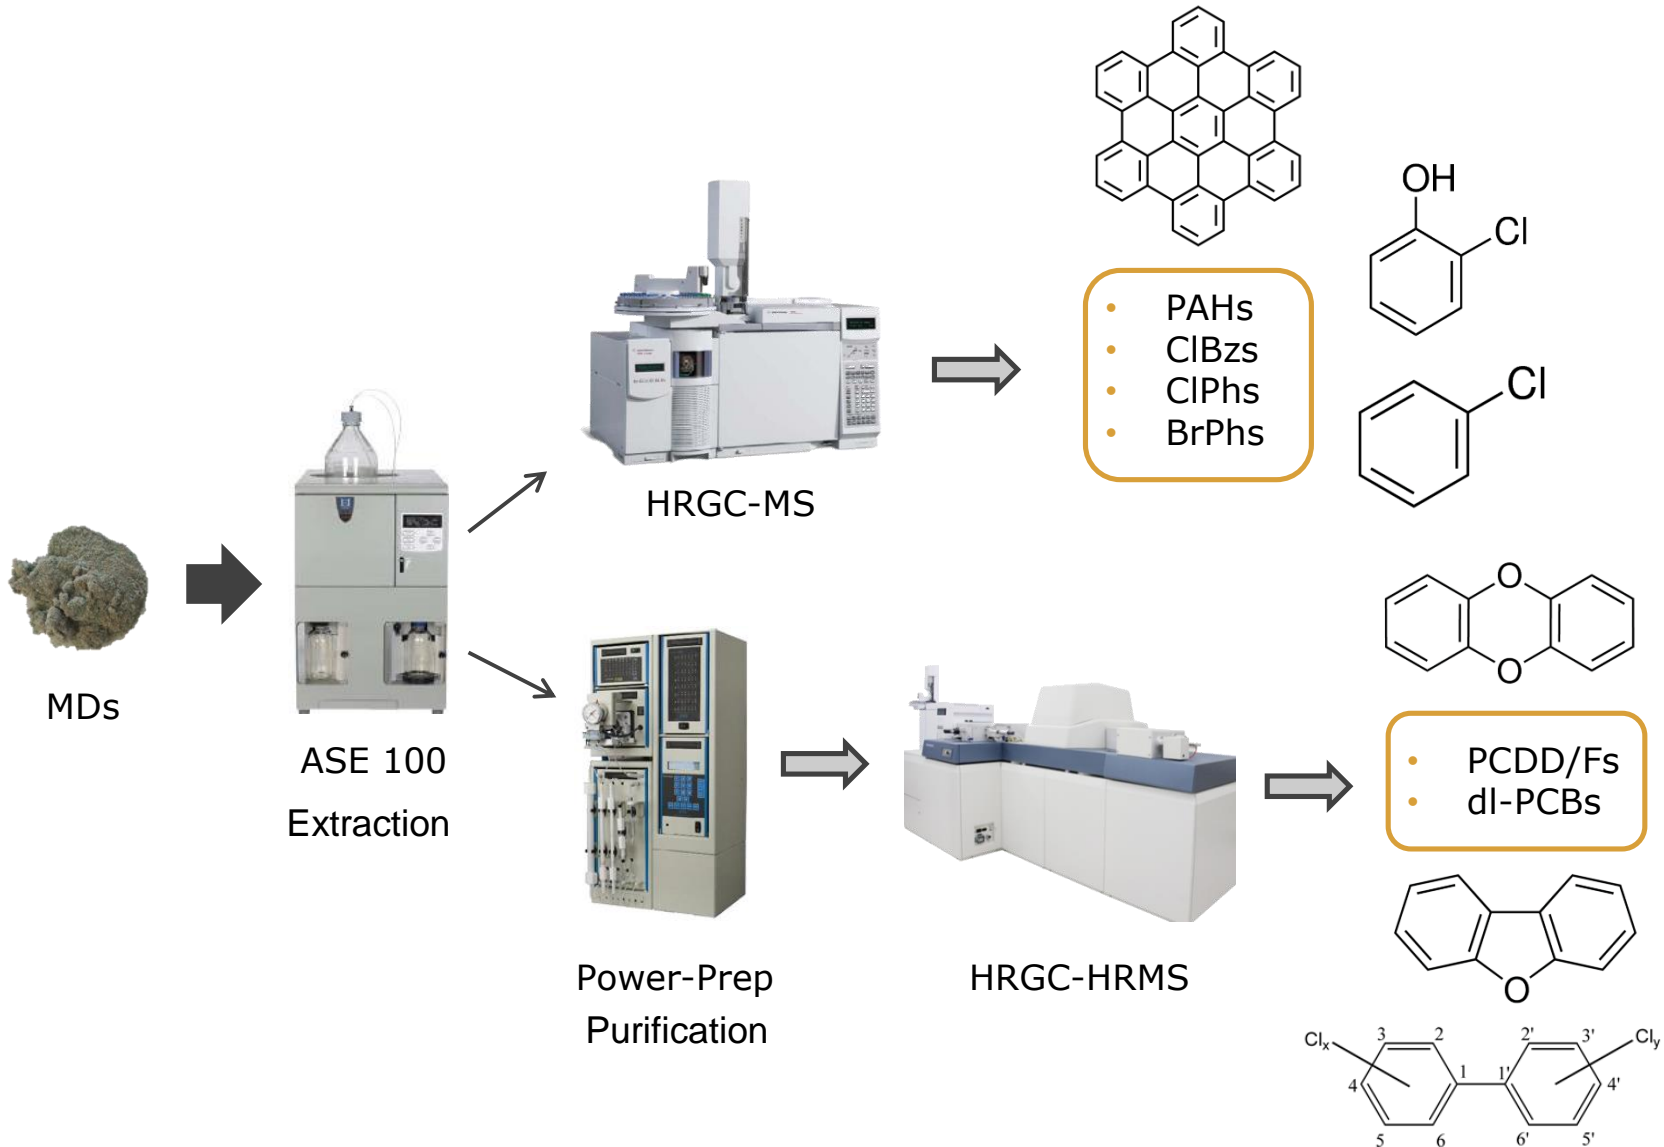 OH
Cl
• PAHs
• ClBzs
• ClPhs
• BrPhs
Cl
HRGC-MS
MDs
ASE 100
Extraction
O
O
• PCDD/Fs
• dl-PCBs
Power-Prep
Purification
HRGC-HRMS
O
Clx 3 2 2' 3' Cly
4 1 1' 4'
5 6 6' 5'